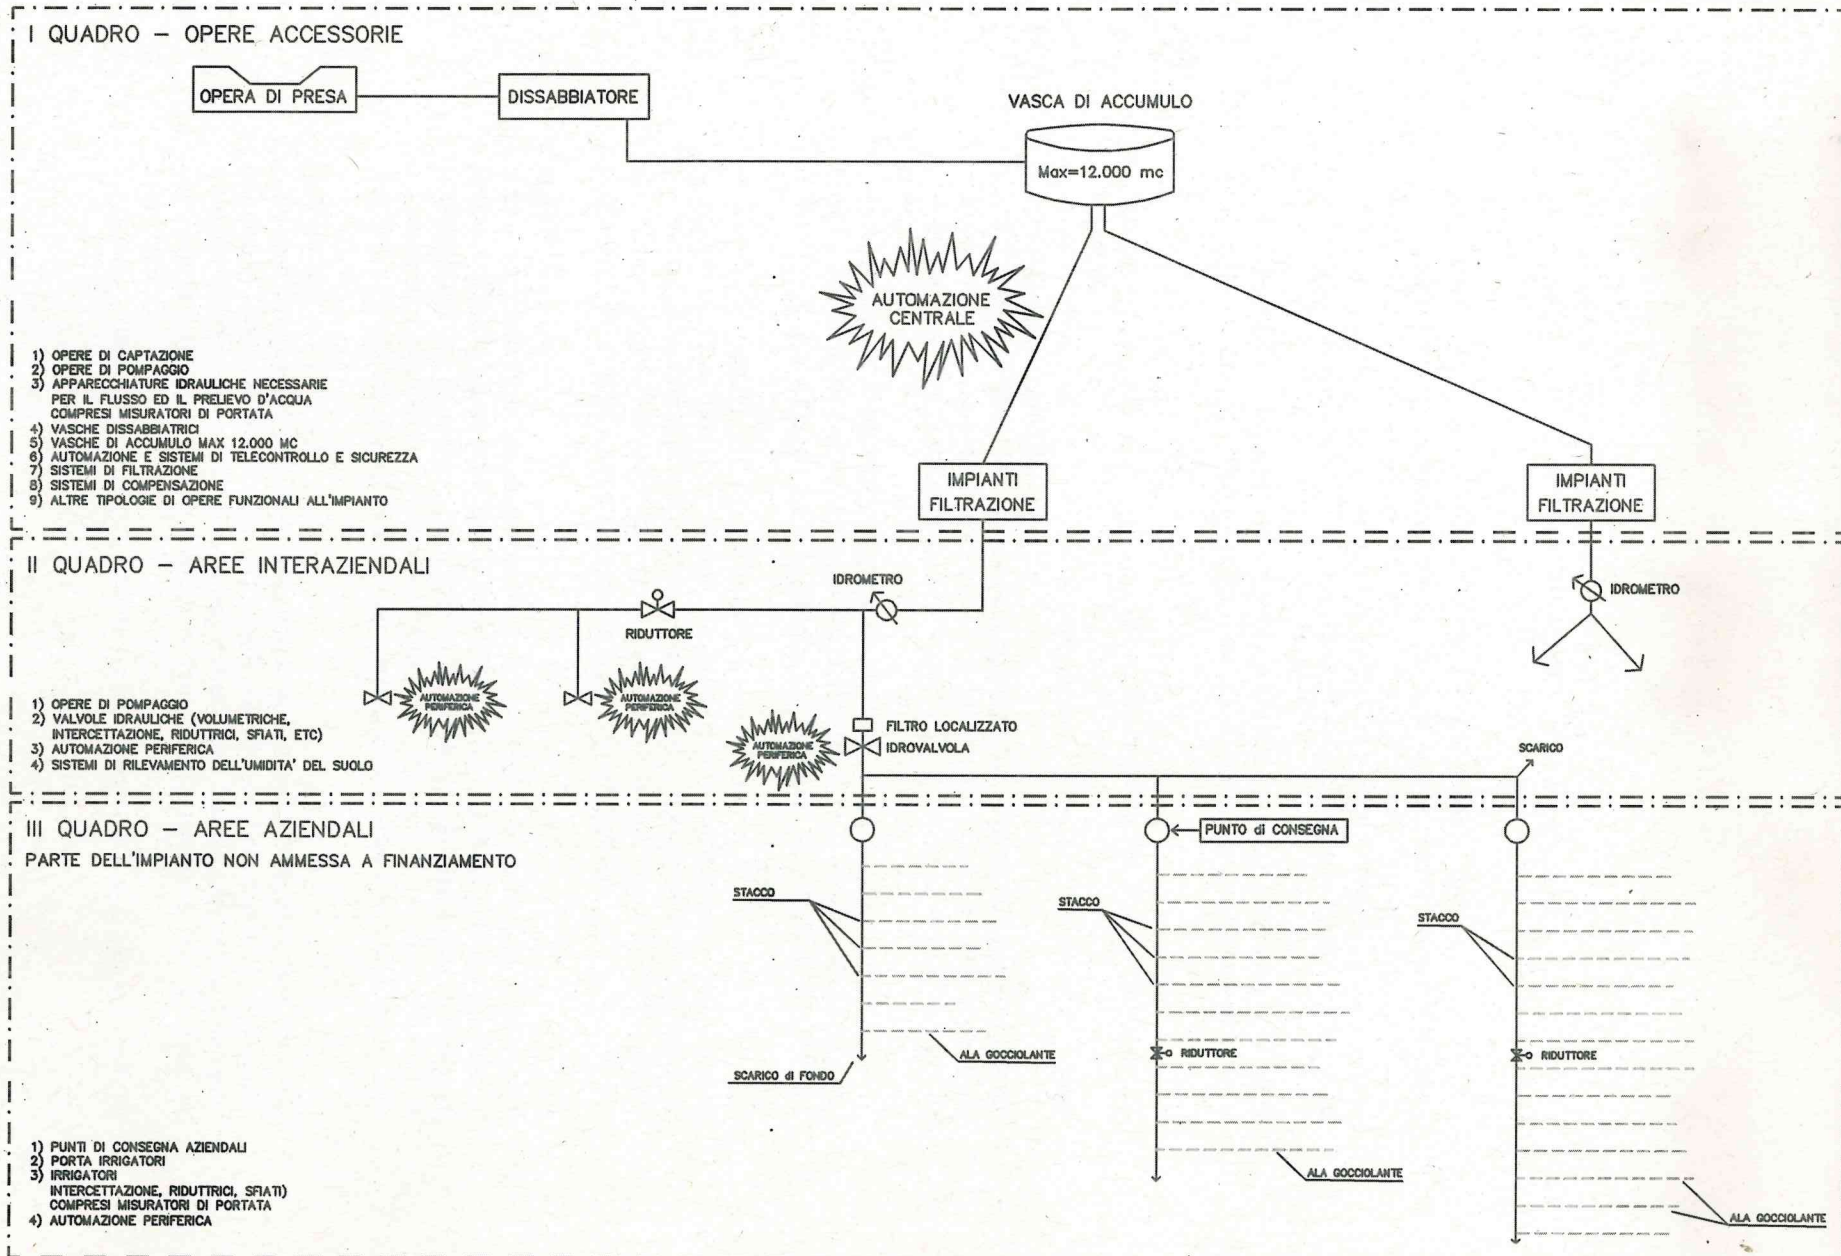 I QUADRO – OPERE ACCESSORIE
OPERA DI PRESA
DISSABBIATORE
VASCA DI ACCUMULO
Max=12.000 mc
AUTOMAZIONE
CENTRALE
1) OPERE DI CAPTAZIONE
2) OPERE DI POMPAGGIO
3) APPARECCHIATURE IDRAULICHE NECESSARIE
PER IL FLUSSO ED IL PRELIEVO D'ACQUA
COMPRESI MISURATORI DI PORTATA
4) VASCHE DISSABBIATRICI
5) VASCHE DI ACCUMULO MAX 12.000 MC
6) AUTOMAZIONE E SISTEMI DI TELECONTROLLO E SICUREZZA
7) SISTEMI DI FILTRAZIONE
8) SISTEMI DI COMPENSAZIONE
9) ALTRE TIPOLOGIE DI OPERE FUNZIONALI ALL'IMPIANTO
IMPIANTI
FILTRAZIONE
IMPIANTI
FILTRAZIONE
II QUADRO – AREE INTERAZIENDALI
IDROMETRO
IDROMETRO
RIDUTTORE
AUTOMAZIONE
PERIFERICA
AUTOMAZIONE
PERIFERICA
AUTOMAZIONE
PERIFERICA
FILTRO LOCALIZZATO
IDROVALVOLA
SCARICO
1) OPERE DI POMPAGGIO
2) VALVOLE IDRAULICHE (VOLUMETRICHE,
INTERCETTAZIONE, RIDUTTRICI, SFIATI, ETC)
3) AUTOMAZIONE PERIFERICA
4) SISTEMI DI RILEVAMENTO DELL'UMIDITA' DEL SUOLO
III QUADRO – AREE AZIENDALI
PARTE DELL'IMPIANTO NON AMMESSA A FINANZIAMENTO
PUNTO di CONSEGNA
STACCO
STACCO
STACCO
RIDUTTORE
RIDUTTORE
ALA GOCCIOLANTE
SCARICO di FONDO
ALA GOCCIOLANTE
ALA GOCCIOLANTE
1) PUNTI DI CONSEGNA AZIENDALI
2) PORTA IRRIGATORI
3) IRRIGATORI
INTERCETTAZIONE, RIDUTTRICI, SFIATI)
COMPRESI MISURATORI DI PORTATA
4) AUTOMAZIONE PERIFERICA